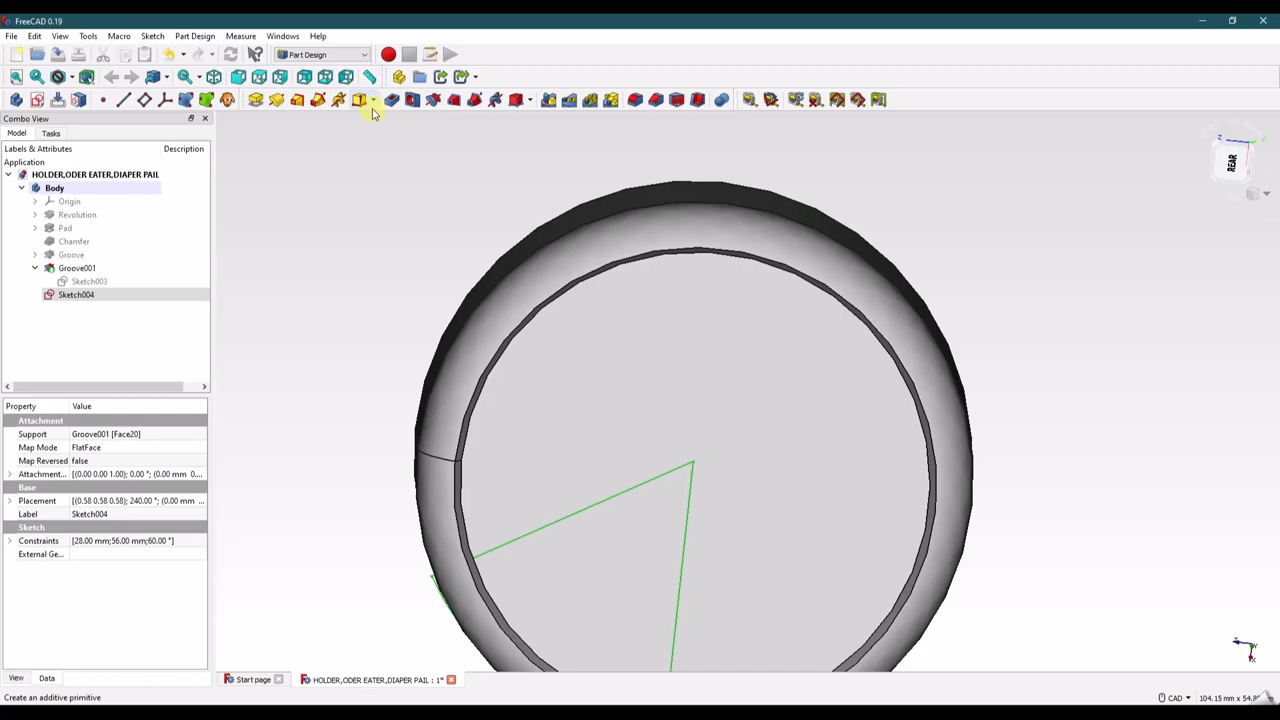 FreeCAD 0.19
File Edit View Tools Macro Sketch Part Design Measure Windows Help
Part Design
Combo View
Model Tasks
Labels & Attributes Description
Application
HOLDER,ODER EATER,DIAPER PAIL
Body
Origin
Revolution
Pad
Chamfer
Groove
Groove001
Sketch003
Sketch004
Property Value
Attachment
Support Groove001 [Face20]
Map Mode FlatFace
Map Reversed false
Attachment... [(0.00 0.00 1.00); 0.00 °; (0.00 mm 0....
Base
Placement [(0.58 0.58 0.58); 240.00 °; (0.00 mm ...
Label Sketch004
Sketch
Constraints [28.00 mm;56.00 mm;60.00 °]
External Ge...
REAR
Z
Y
X
View Data
Start page HOLDER,ODER EATER,DIAPER PAIL : 1*
Create an additive primitive CAD